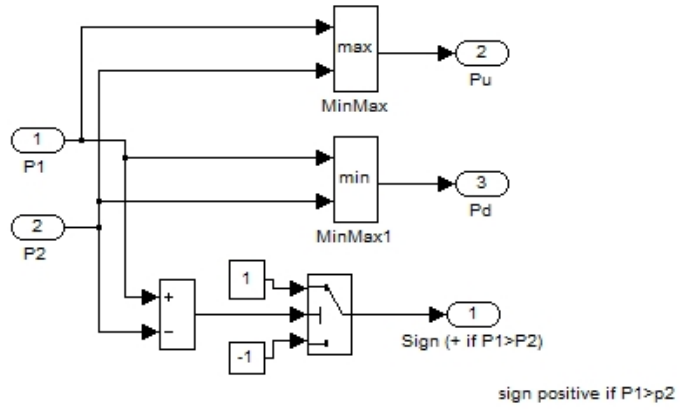 max
2
Pu
MinMax
1
P1
min
3
Pd
MinMax1
2
P2
+
−
1
-1
1
Sign (+ if P1>P2)
sign positive if P1>p2